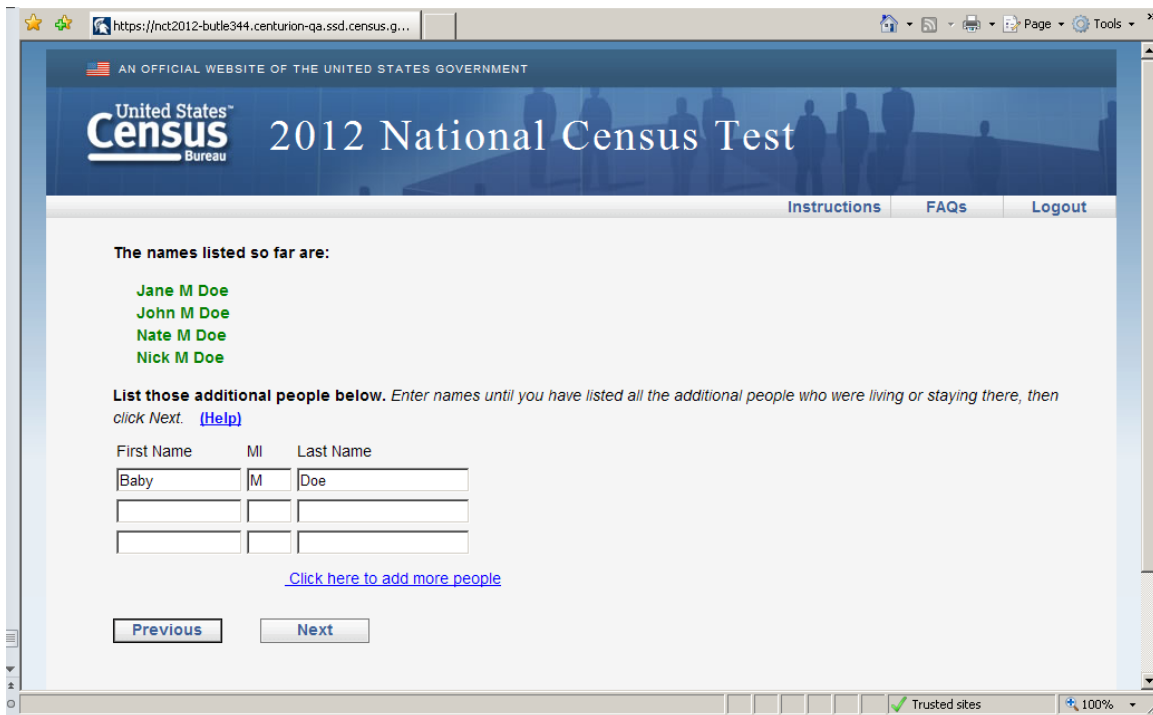 https://nct2012-butle344.centurion-qa.ssd.census.g...
Page
Tools
AN OFFICIAL WEBSITE OF THE UNITED STATES GOVERNMENT
United States™
Census
Bureau
2012 National Census Test
Instructions FAQs Logout
The names listed so far are:
Jane M Doe
John M Doe
Nate M Doe
Nick M Doe
List those additional people below. Enter names until you have listed all the additional people who were living or staying there, then
click Next. (Help)
First Name MI Last Name
Baby M Doe
Click here to add more people
Previous Next
Trusted sites 100%